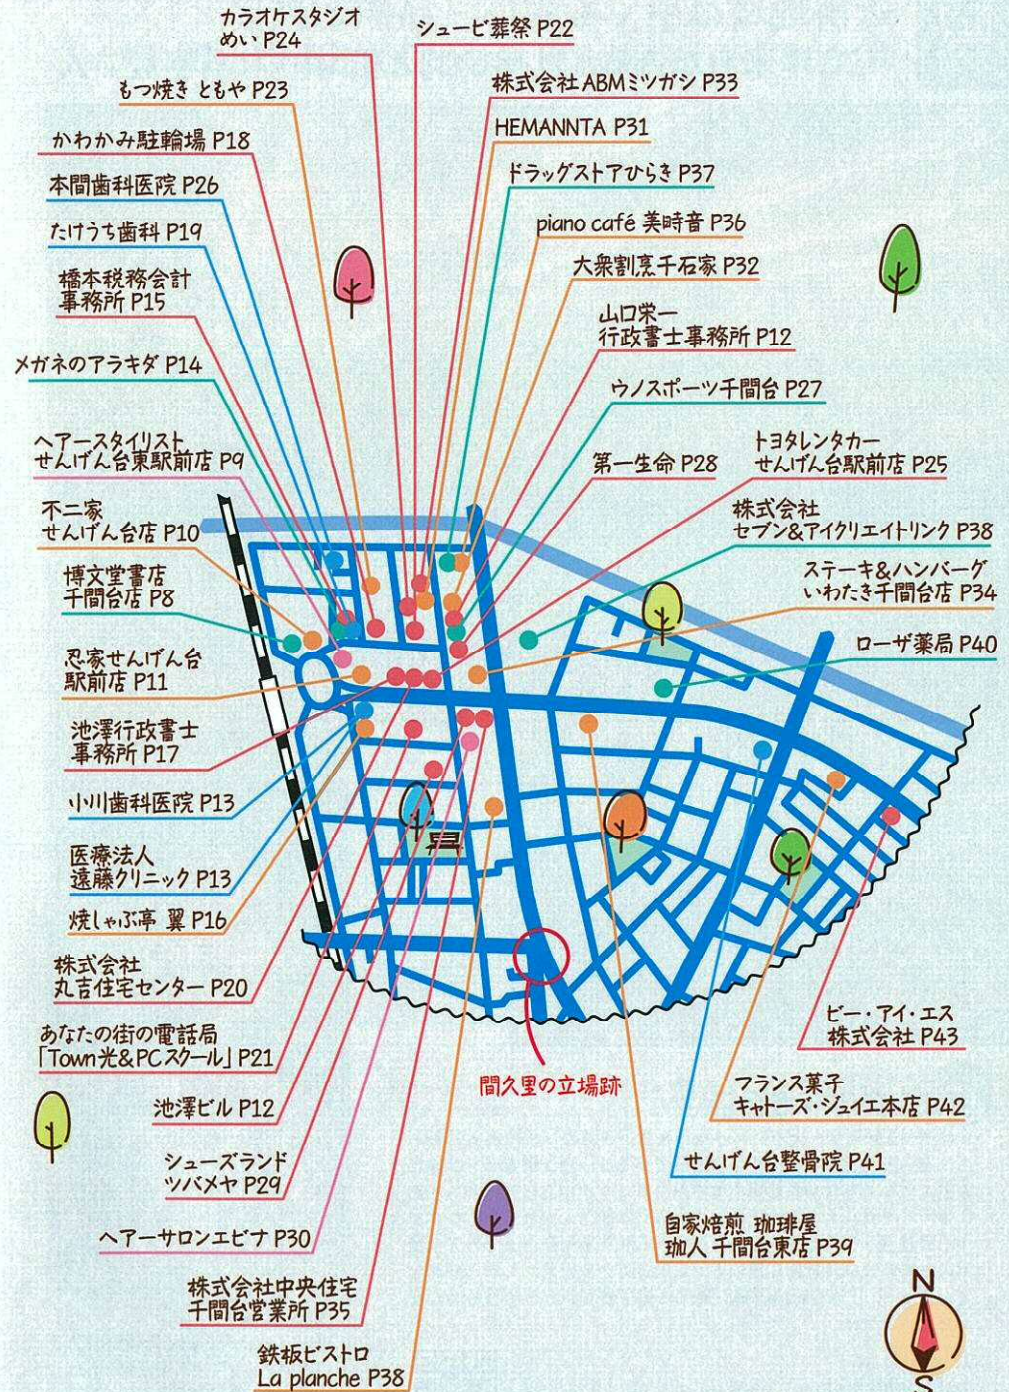 カラオケスタジオ
めい P24
シュービ葬祭 P22
もつ焼き ともや P23
株式会社 ABMミツガシ P33
かわかみ駐輪場 P18
HEMANNTA P31
本間歯科医院 P26
ドラッグストアひらき P37
たけうち歯科 P19
piano café 美時音 P36
橋本税務会計
事務所 P15
大衆割烹千石家 P32
山口栄一
行政書士事務所 P12
メガネのアラキダ P14
ウノスポーツ千間台 P27
ヘアースタイリスト
せんげん台東駅前店 P9
第一生命 P28
トヨタレンタカー
せんげん台駅前店 P25
不二家
せんげん台店 P10
株式会社
セブン&アイクリエイトリンク P38
博文堂書店
千間台店 P8
ステーキ&ハンバーグ
いわたき千間台店 P34
忍家せんげん台
駅前店 P11
ローザ薬局 P40
池澤行政書士
事務所 P17
小川歯科医院 P13
医療法人
遠藤クリニック P13
焼しゃぶ亭 翼 P16
株式会社
丸吉住宅センター P20
あなたの街の電話局
「Town光&PCスクール」 P21
池澤ビル P12
シューズランド
ツバメヤ P29
ヘアーサロンエビナ P30
株式会社中央住宅
千間台営業所 P35
鉄板ビストロ
La planche P38
間久里の立場跡
ビー・アイ・エス
株式会社 P43
フランス菓子
キャトーズ・ジュイエ本店 P42
せんげん台整骨院 P41
自家焙煎 珈琲屋
珈人 千間台東店 P39
N
S